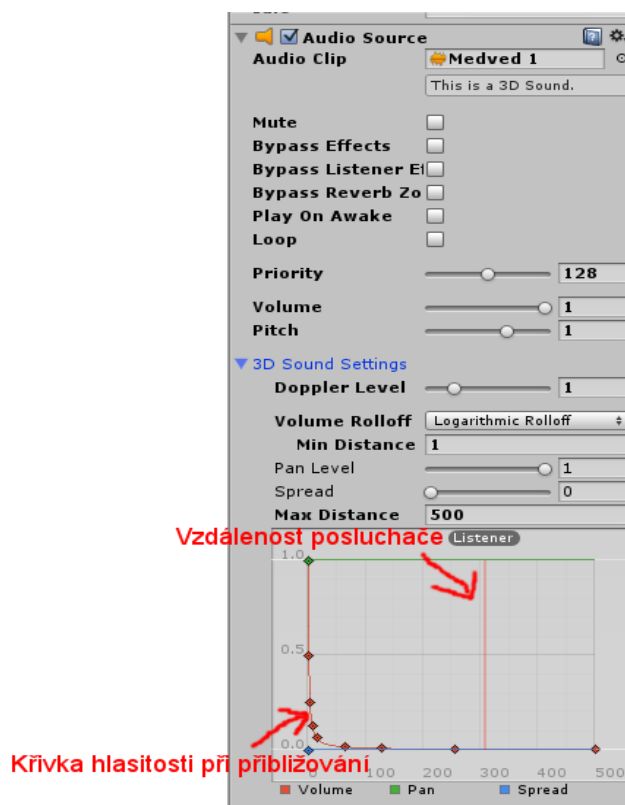 Audio Source
Audio Clip Medved 1
This is a 3D Sound.
Mute
Bypass Effects
Bypass Listener Ef
Bypass Reverb Zo
Play On Awake
Loop
Priority 128
Volume 1
Pitch 1
3D Sound Settings
Doppler Level 1
Volume Rolloff Logarithmic Rolloff
Min Distance 1
Pan Level 1
Spread 0
Max Distance 500
Vzdálenost posluchače Listener
1.0
0.5
0.0
Křivka hlasitosti při přibližování
0 100 200 300 400 500
Volume Pan Spread